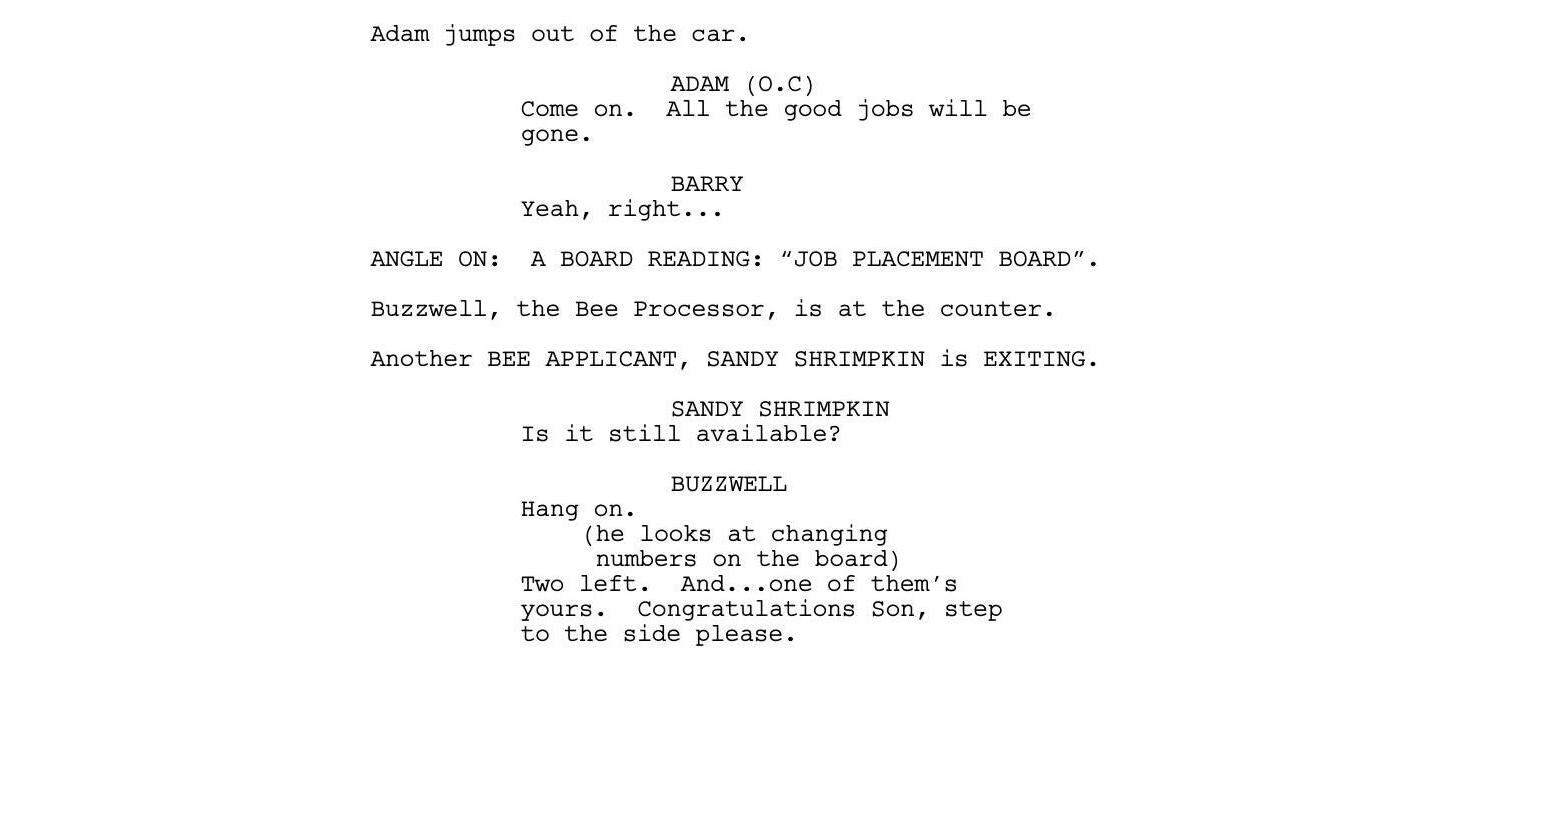 Adam jumps out of the car.
ADAM (O.C)
Come on.  All the good jobs will be
gone.
BARRY
Yeah, right...
ANGLE ON:  A BOARD READING: “JOB PLACEMENT BOARD”.
Buzzwell, the Bee Processor, is at the counter.
Another BEE APPLICANT, SANDY SHRIMPKIN is EXITING.
SANDY SHRIMPKIN
Is it still available?
BUZZWELL
Hang on.
(he looks at changing
numbers on the board)
Two left.  And...one of them’s
yours.  Congratulations Son, step
to the side please.